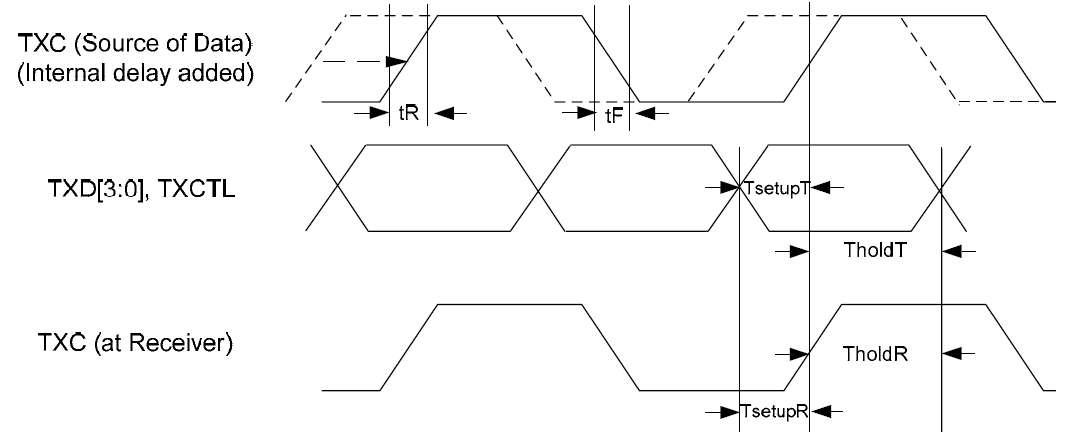 TXC (Source of Data)
(Internal delay added)
tR
tF
TXD[3:0], TXCTL
TsetupT
TholdT
TXC (at Receiver)
TholdR
TsetupR